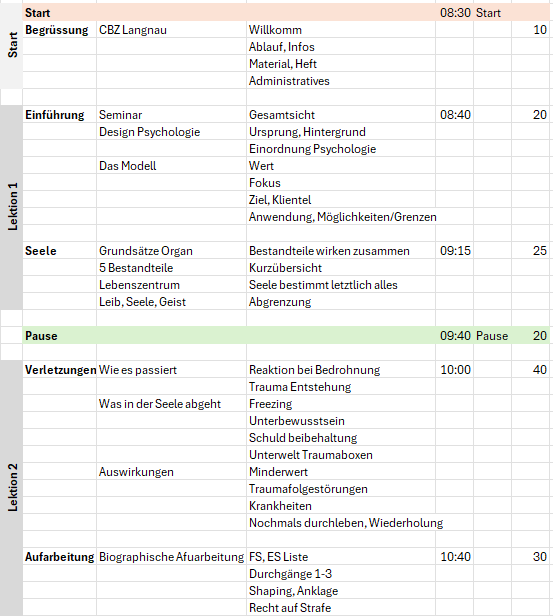 Start 08:30 Start
Start
Begrüssung CBZ Langnau Willkomm 10
Ablauf, Infos
Material, Heft
Administratives
Lektion 1
Einführung Seminar Gesamtsicht 08:40 20
Design Psychologie Ursprung, Hintergrund
Einordnung Psychologie
Das Modell Wert
Fokus
Ziel, Klientel
Anwendung, Möglichkeiten/Grenzen
Seele Grundsätze Organ Bestandteile wirken zusammen 09:15 25
5 Bestandteile Kurzübersicht
Lebenszentrum Seele bestimmt letztlich alles
Leib, Seele, Geist Abgrenzung
Pause 09:40 Pause 20
Lektion 2
Verletzungen Wie es passiert Reaktion bei Bedrohnung 10:00 40
Trauma Entstehung
Was in der Seele abgeht Freezing
Unterbewusstsein
Schuld beibehaltung
Unterwelt Traumaboxen
Auswirkungen Minderwert
Traumafolgestörungen
Krankheiten
Nochmals durchleben, Wiederholung
Aufarbeitung Biographische Afuarbeitung FS, ES Liste 10:40 30
Durchgänge 1-3
Shaping, Anklage
Recht auf Strafe